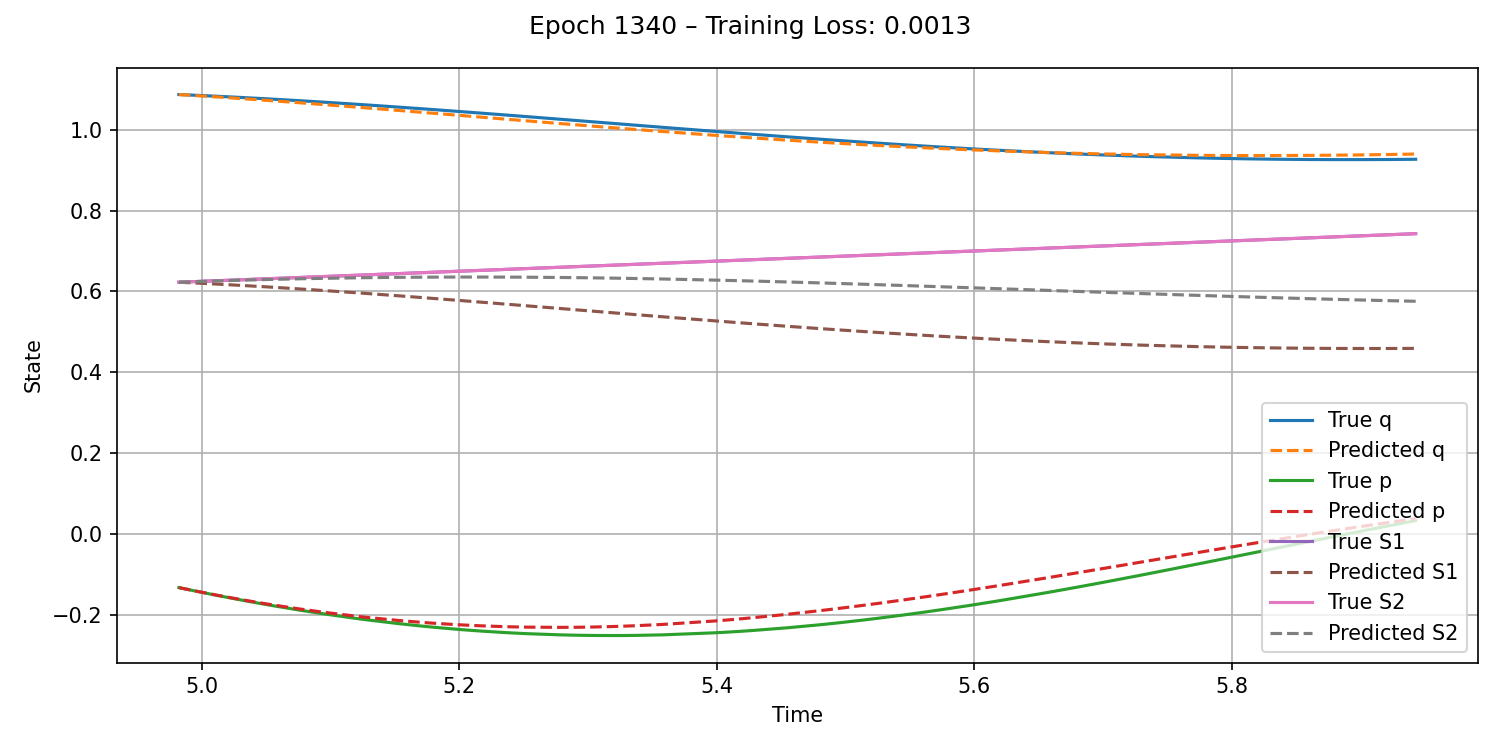 Epoch 1340 – Training Loss: 0.0013
State
1.0
0.8
0.6
0.4
0.2
0.0
−0.2
5.0 5.2 5.4 5.6 5.8
Time
True q
Predicted q
True p
Predicted p
True S1
Predicted S1
True S2
Predicted S2